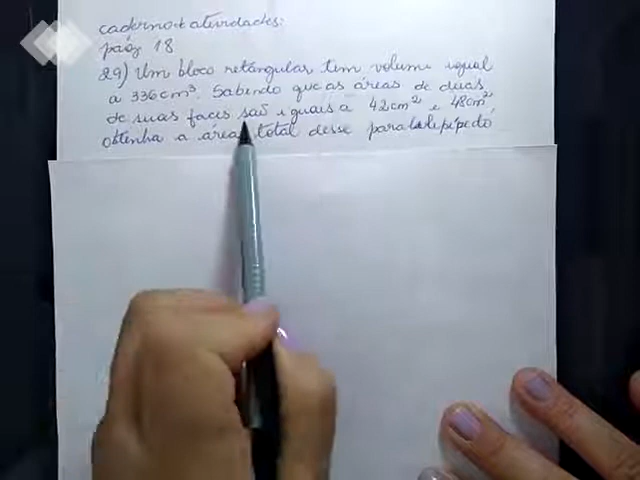 caderno de atividades:
pág 18
29) Um bloco retângular tem volume igual
a 336cm³. Sabendo que as áreas de duas
de suas faces são iguais a 42cm² e 48cm²,
obtenha a área total desse paralelepípedo